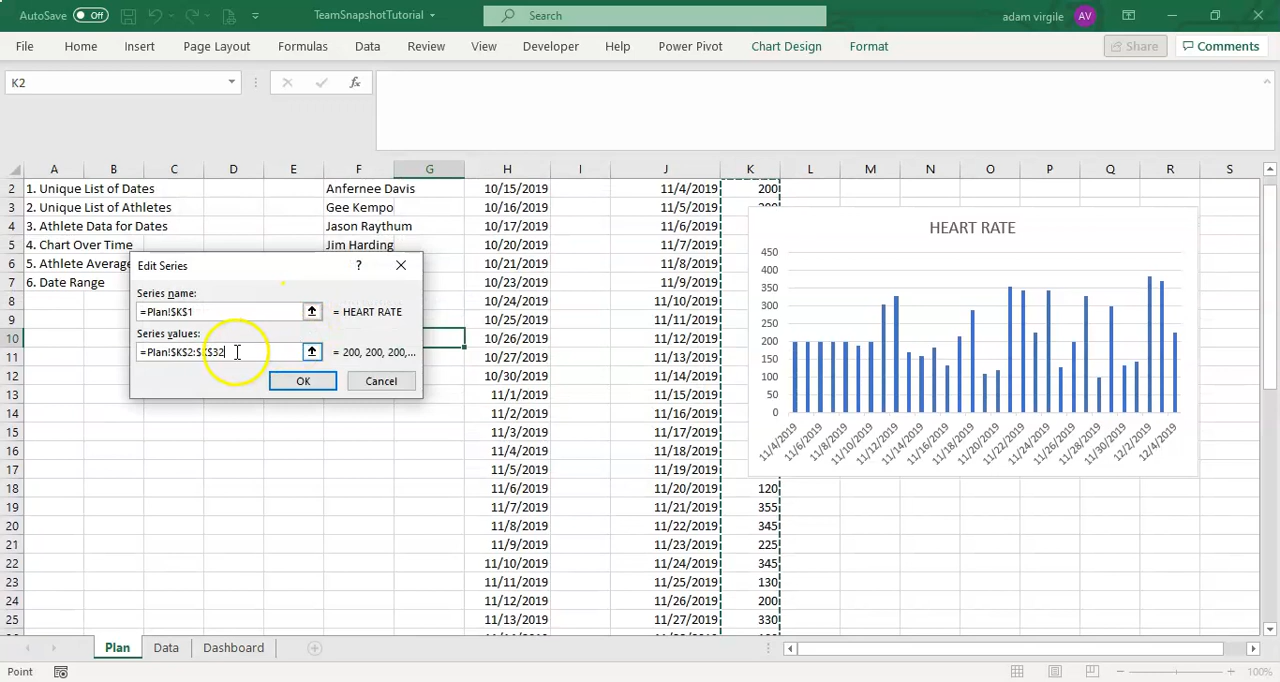 AutoSave Off TeamSnapshotTutorial Search adam virgile AV
File Home Insert Page Layout Formulas Data Review View Developer Help Power Pivot Chart Design Format Share Comments
K2 fx
A B C D E F G H I J K L M N O P Q R S
2 1. Unique List of Dates Anfernee Davis 10/15/2019 11/4/2019 200
3 2. Unique List of Athletes Gee Kempo 10/16/2019 11/5/2019
4 3. Athlete Data for Dates Jason Raythum 10/17/2019 11/6/2019
5 4. Chart Over Time Jim Harding 10/20/2019 11/7/2019
6 5. Athlete Average 10/21/2019 11/8/2019
7 6. Date Range 10/23/2019 11/9/2019
8 10/24/2019 11/10/2019
9 10/25/2019 11/11/2019
10 10/26/2019 11/12/2019
11 10/27/2019 11/13/2019
12 10/30/2019 11/14/2019
13 11/1/2019 11/15/2019
14 11/2/2019 11/16/2019
15 11/3/2019 11/17/2019
16 11/4/2019 11/18/2019
17 11/5/2019 11/19/2019
18 11/6/2019 11/20/2019 120
19 11/7/2019 11/21/2019 355
20 11/8/2019 11/22/2019 345
21 11/9/2019 11/23/2019 225
22 11/10/2019 11/24/2019 345
23 11/11/2019 11/25/2019 130
24 11/12/2019 11/26/2019 200
25 11/13/2019 11/27/2019 330
Edit Series ?
Series name:
=Plan!$K$1 = HEART RATE
Series values:
=Plan!$K$2:$K$32 = 200, 200, 200,...
OK Cancel
HEART RATE
450
400
350
300
250
200
150
100
50
0
11/4/2019 11/6/2019 11/8/2019 11/10/2019 11/12/2019 11/14/2019 11/16/2019 11/18/2019 11/20/2019 11/22/2019 11/24/2019 11/26/2019 11/28/2019 11/30/2019 12/2/2019 12/4/2019
Plan Data Dashboard
Point 100%